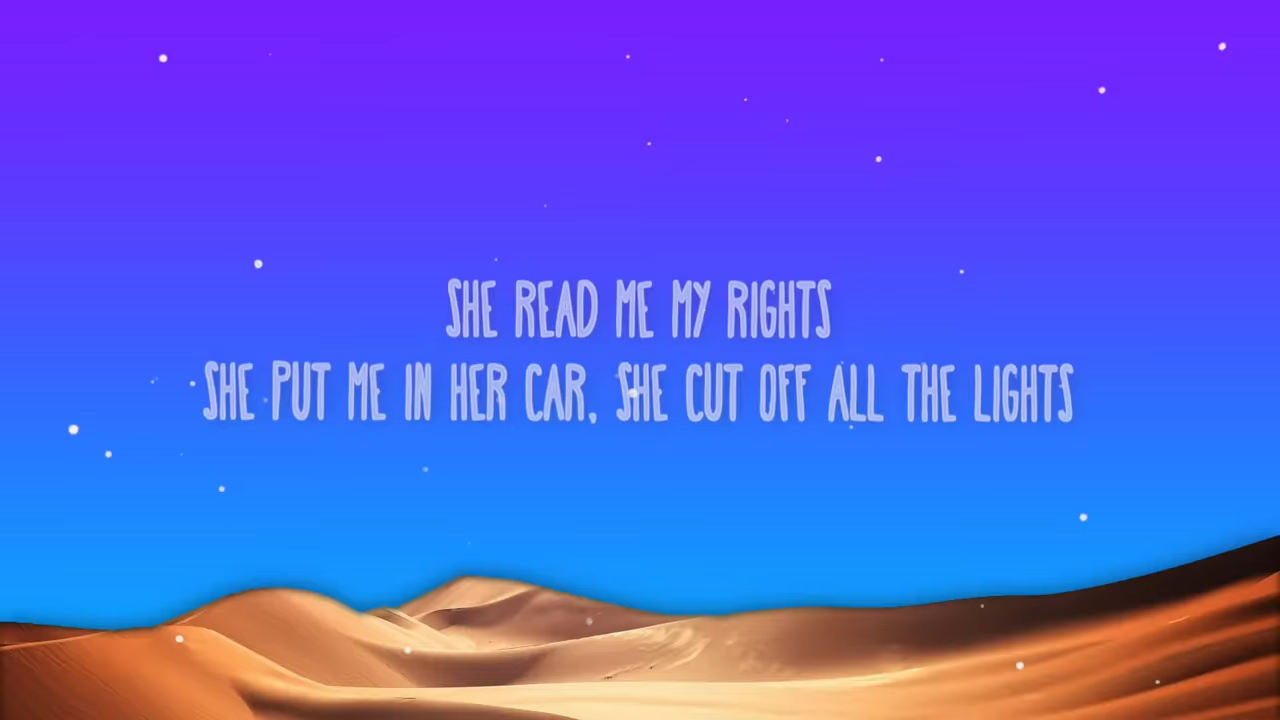 SHE READ ME MY RIGHTS
SHE PUT ME IN HER CAR, SHE CUT OFF ALL THE LIGHTS